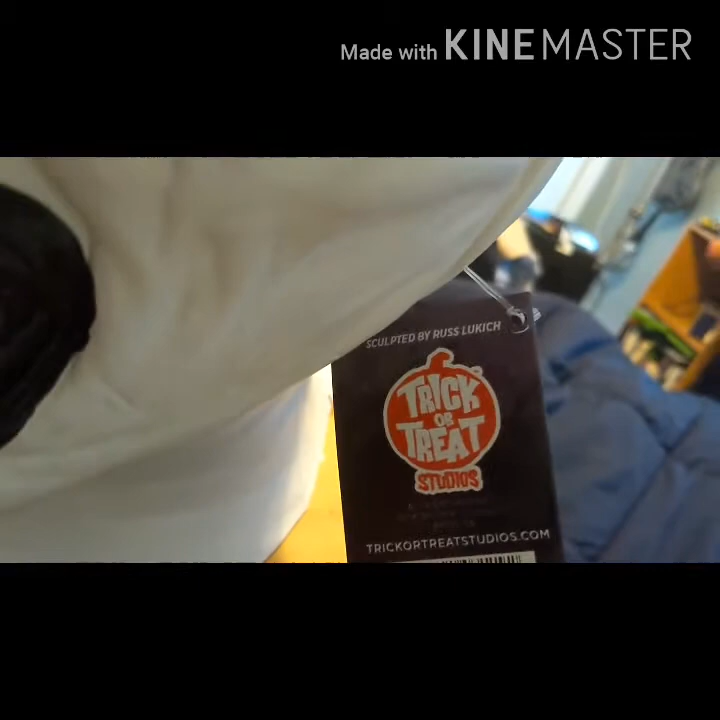 Made with KINEMASTER
SCULPTED BY RUSS LUKICH
TRICK
OR
TREAT
STUDIOS
TRICKORTREATSTUDIOS.COM